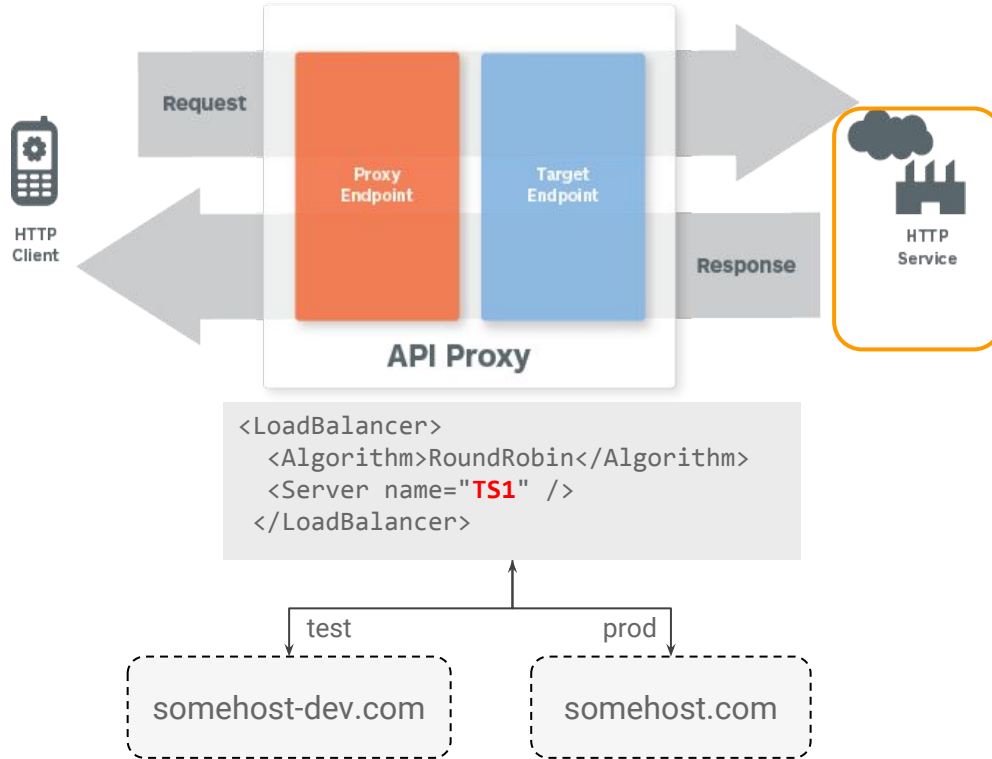 Request
Proxy
Endpoint
Target
Endpoint
HTTP
Client
HTTP
Service
Response
API Proxy
<LoadBalancer>
  <Algorithm>RoundRobin</Algorithm>
  <Server name="TS1" />
 </LoadBalancer>
test
prod
somehost-dev.com
somehost.com